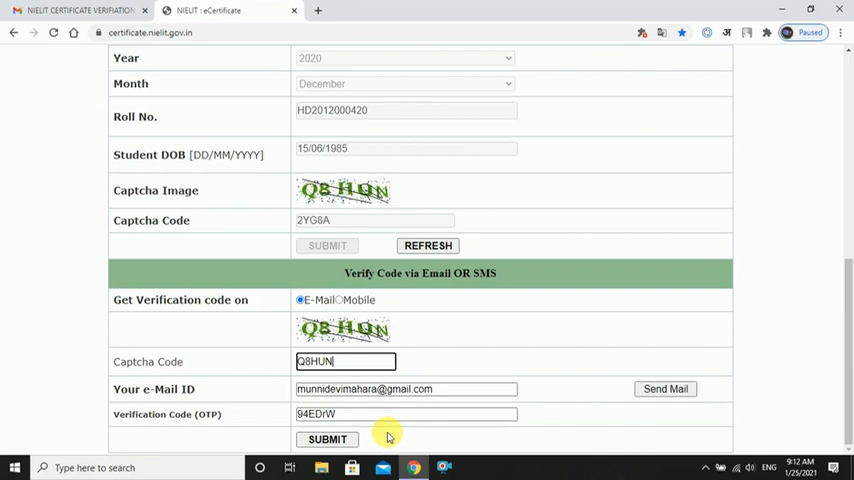 NIELIT CERTIFICATE VERIFIATION
NIELIT : eCertificate
certificate.nielit.gov.in
अ
Paused
Year
2020
Month
December
Roll No.
HD2012000420
Student DOB [DD/MM/YYYY]
15/06/1985
Captcha Image
Q8HUN
Captcha Code
2YG8A
SUBMIT
REFRESH
Verify Code via Email OR SMS
Get Verification code on
E-Mail
Mobile
Q8HUN
Captcha Code
Q8HUN
Your e-Mail ID
munnidevimahara@gmail.com
Send Mail
Verification Code (OTP)
94EDrW
SUBMIT
Type here to search
ENG
9:12 AM
1/25/2021